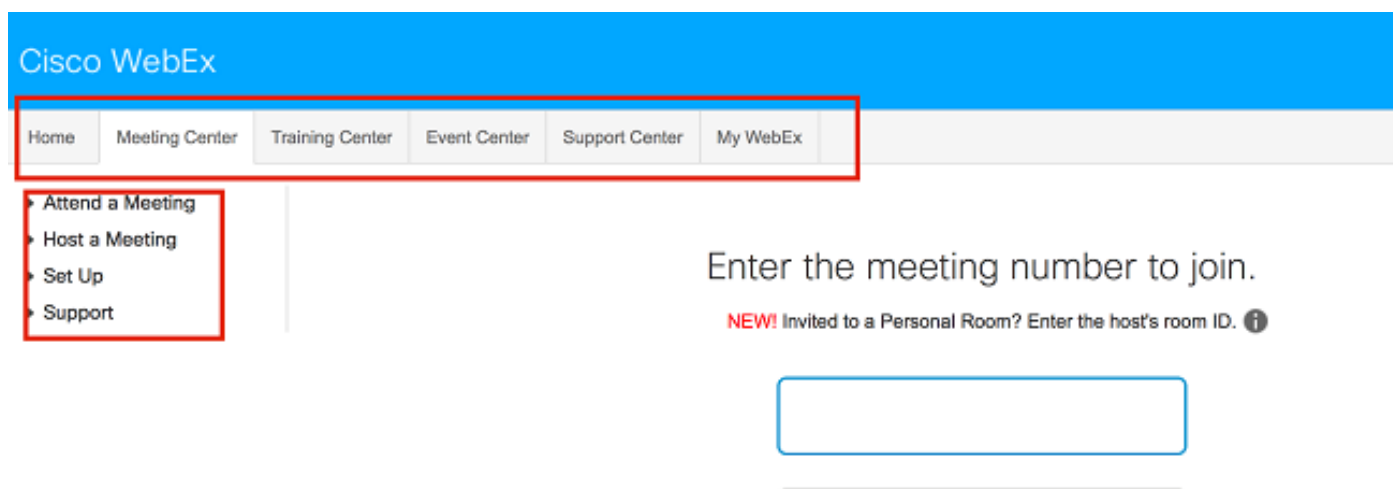 Cisco WebEx
Home Meeting Center Training Center Event Center Support Center My WebEx
Attend a Meeting
Host a Meeting
Set Up
Support
Enter the meeting number to join.
NEW! Invited to a Personal Room? Enter the host's room ID.